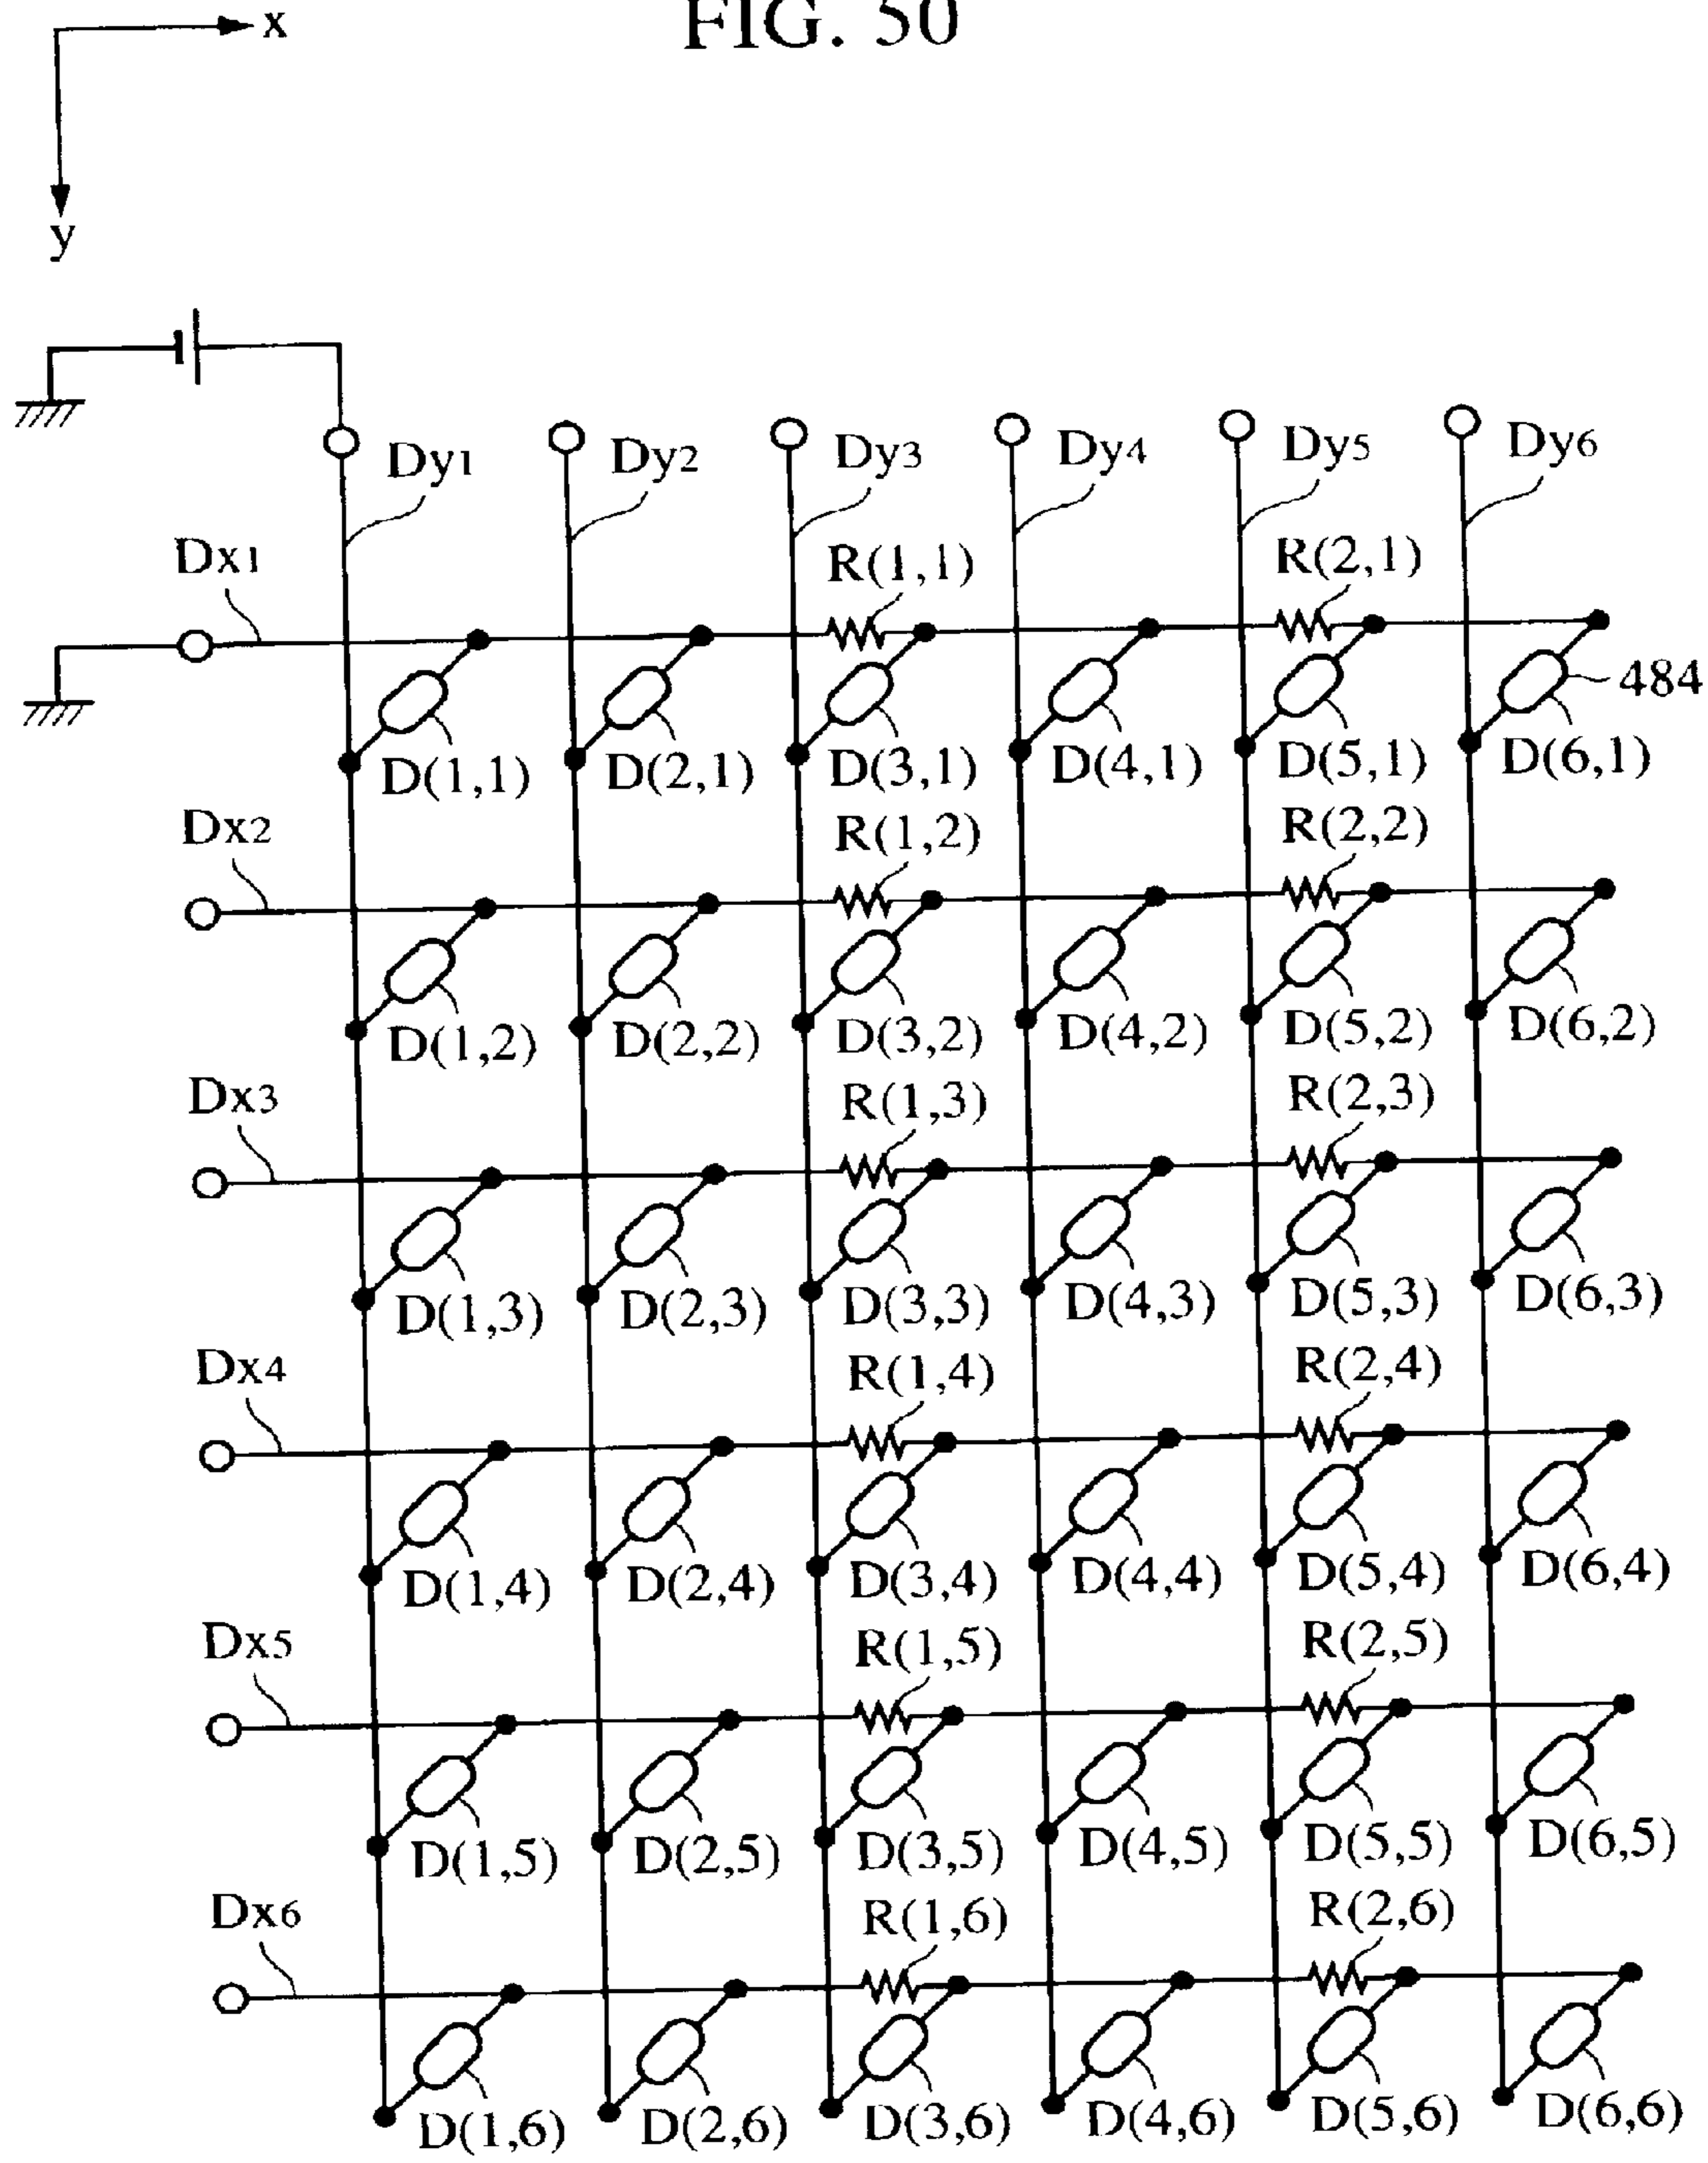 FIG. 50
x
y
Dy1 Dy2 Dy3 Dy4 Dy5 Dy6
Dx1 R(1,1) R(2,1)
484
D(1,1) D(2,1) D(3,1) D(4,1) D(5,1) D(6,1)
Dx2 R(1,2) R(2,2)
D(1,2) D(2,2) D(3,2) D(4,2) D(5,2) D(6,2)
Dx3 R(1,3) R(2,3)
D(1,3) D(2,3) D(3,3) D(4,3) D(5,3) D(6,3)
Dx4 R(1,4) R(2,4)
D(1,4) D(2,4) D(3,4) D(4,4) D(5,4) D(6,4)
Dx5 R(1,5) R(2,5)
D(1,5) D(2,5) D(3,5) D(4,5) D(5,5) D(6,5)
Dx6 R(1,6) R(2,6)
D(1,6) D(2,6) D(3,6) D(4,6) D(5,6) D(6,6)